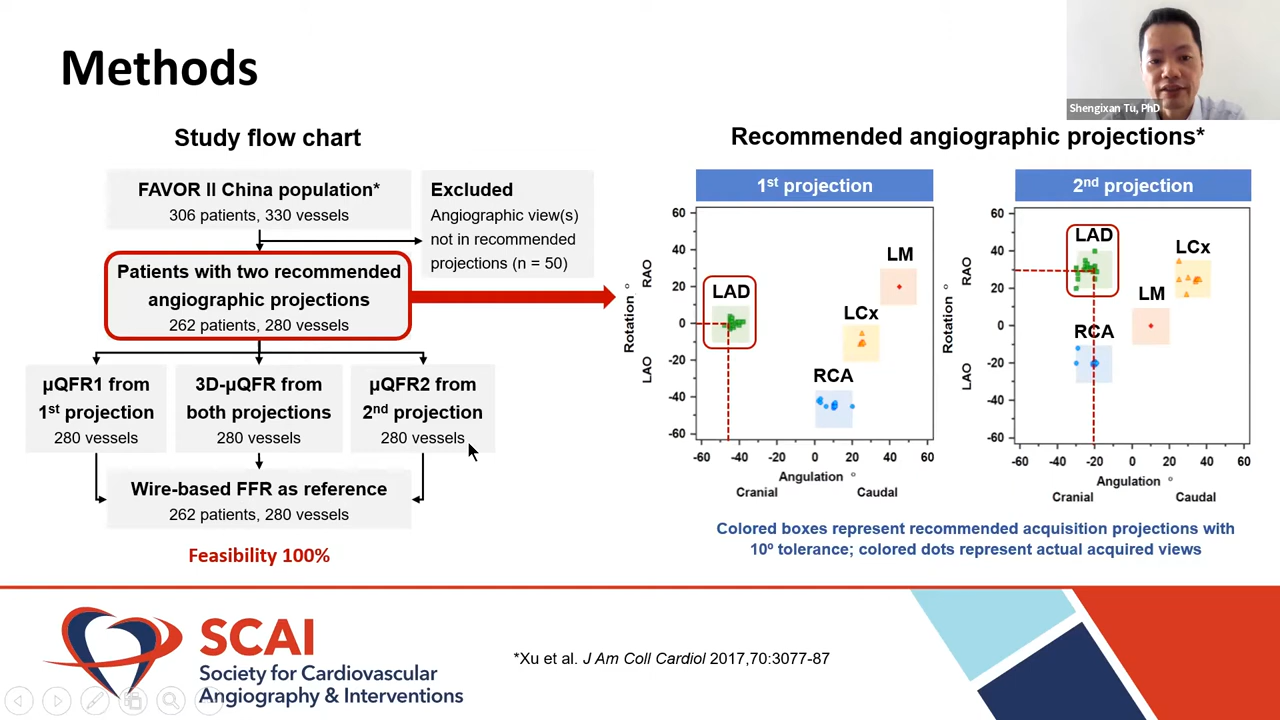 Methods
Shengixan Tu, PhD
Study flow chart
FAVOR II China population*
306 patients, 330 vessels
Excluded
Angiographic view(s)
not in recommended
projections (n = 50)
Patients with two recommended
angiographic projections
262 patients, 280 vessels
µQFR1 from
1st projection
280 vessels
3D-µQFR from
both projections
280 vessels
µQFR2 from
2nd projection
280 vessels
Wire-based FFR as reference
262 patients, 280 vessels
Feasibility 100%
Recommended angiographic projections*
1st projection
60
40
20
0
-20
-40
-60
Rotation °
RAO
LAO
LM
LAD
LCx
RCA
-60 -40 -20 0 20 40 60
Angulation °
Cranial Caudal
2nd projection
60
40
20
0
-20
-40
-60
Rotation °
RAO
LAO
LAD
LCx
LM
RCA
-60 -40 -20 0 20 40 60
Angulation °
Cranial Caudal
Colored boxes represent recommended acquisition projections with
10º tolerance; colored dots represent actual acquired views
SCAI
Society for Cardiovascular
Angiography & Interventions
*Xu et al. J Am Coll Cardiol 2017,70:3077-87